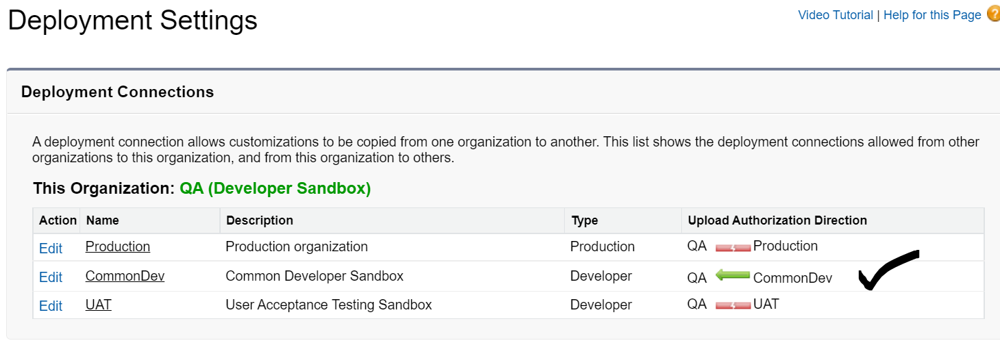 Deployment Settings
Video Tutorial | Help for this Page ?
Deployment Connections
A deployment connection allows customizations to be copied from one organization to another. This list shows the deployment connections allowed from other
organizations to this organization, and from this organization to others.
This Organization: QA (Developer Sandbox)
Action Name Description Type Upload Authorization Direction
Edit Production Production organization Production QA Production
Edit CommonDev Common Developer Sandbox Developer QA CommonDev
Edit UAT User Acceptance Testing Sandbox Developer QA UAT